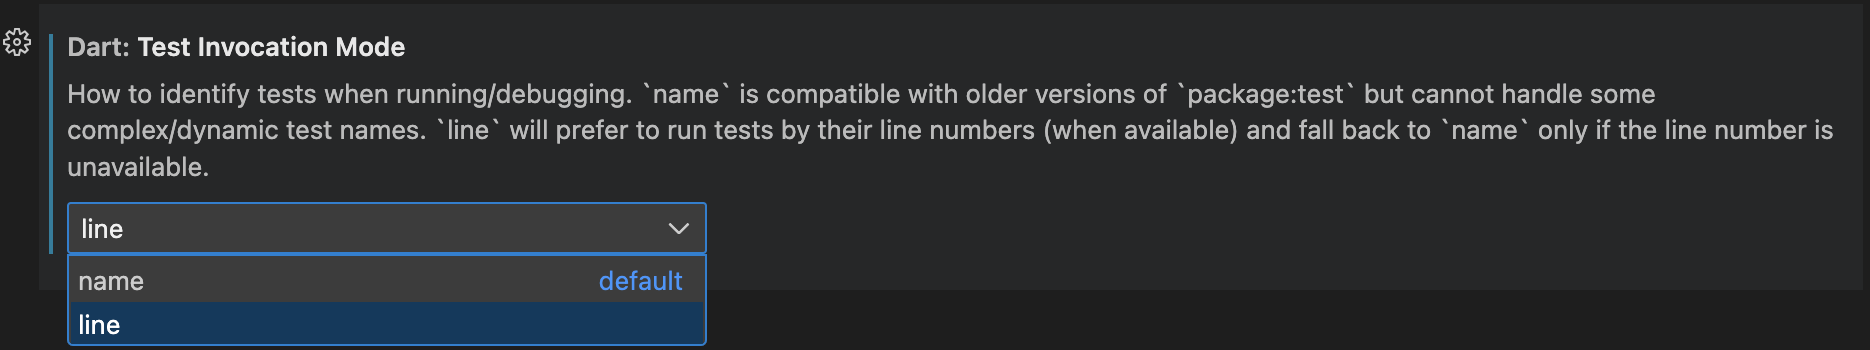 Dart: Test Invocation Mode
How to identify tests when running/debugging. `name` is compatible with older versions of `package:test` but cannot handle some
complex/dynamic test names. `line` will prefer to run tests by their line numbers (when available) and fall back to `name` only if the line number is
unavailable.
line
name default
line